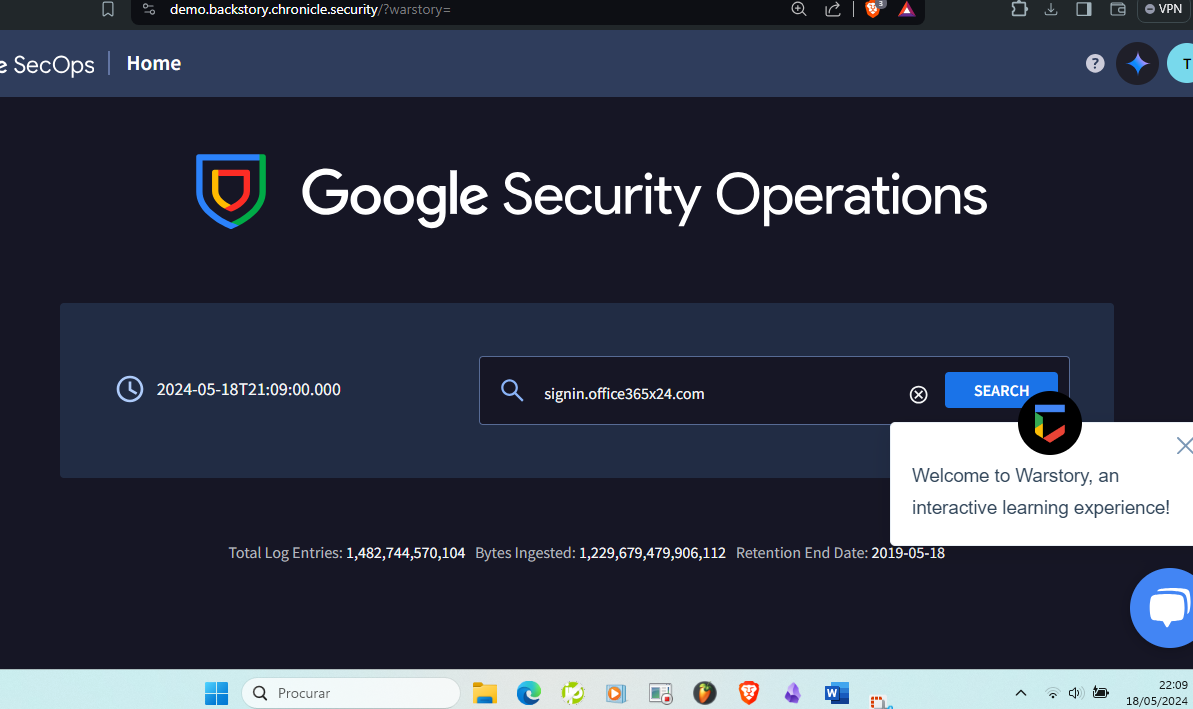 demo.backstory.chronicle.security/?warstory=
3
VPN
SecOps
Home
?
T
Google Security Operations
2024-05-18T21:09:00.000
signin.office365x24.com
SEARCH
Welcome to Warstory, an
interactive learning experience!
Total Log Entries: 1,482,744,570,104 Bytes Ingested: 1,229,679,479,906,112 Retention End Date: 2019-05-18
Procurar
W
22:09
18/05/2024